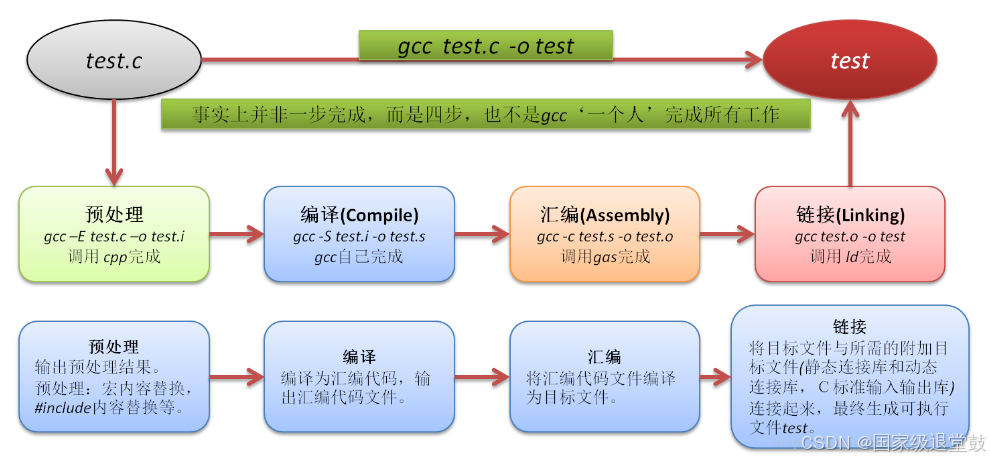 test.c
gcc test.c -o test
test
事实上并非一步完成，而是四步，也不是gcc‘一个人’完成所有工作
预处理
gcc –E test.c –o test.i
调用 cpp完成
编译(Compile)
gcc -S test.i -o test.s
gcc自己完成
汇编(Assembly)
gcc -c test.s -o test.o
调用gas完成
链接(Linking)
gcc test.o -o test
调用 ld完成
预处理
输出预处理结果。
预处理：宏内容替换，
#include内容替换等。
编译
编译为汇编代码，输
出汇编代码文件。
汇编
将汇编代码文件编译
为目标文件。
链接
将目标文件与所需的附加目
标文件(静态连接库和动态
连接库，C 标准输入输出库)
连接起来，最终生成可执行
文件test。
CSDN @国家级退堂鼓